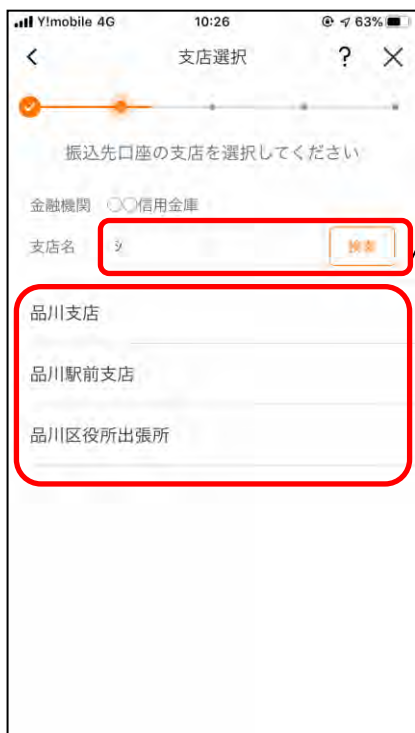 Y!mobile 4G 10:26 63%
支店選択 ?
振込先口座の支店を選択してください
金融機関 〇〇信用金庫
支店名 ｼ 検索
品川支店
品川駅前支店
品川区役所出張所